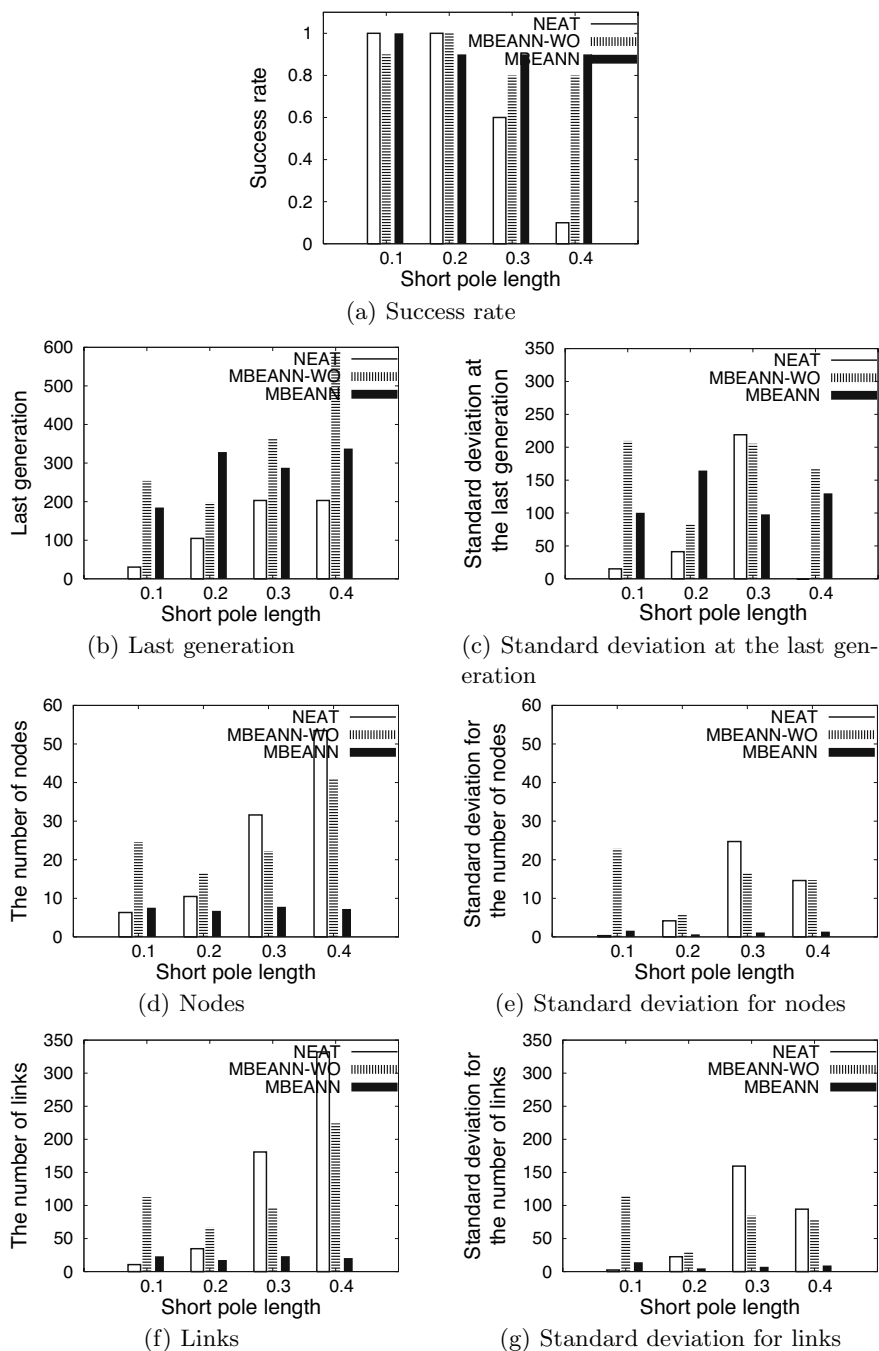 NEAT
MBEANN-WO
MBEANN
1
0.8
0.6
0.4
0.2
0
Success rate
0.1 0.2 0.3 0.4
Short pole length
(a) Success rate
NEAT
MBEANN-WO
MBEANN
600
500
400
300
200
100
0
Last generation
0.1 0.2 0.3 0.4
Short pole length
(b) Last generation
NEAT
MBEANN-WO
MBEANN
350
300
250
200
150
100
50
0
Standard deviation at
the last generation
0.1 0.2 0.3 0.4
Short pole length
(c) Standard deviation at the last gen-
eration
NEAT
MBEANN-WO
MBEANN
60
50
40
30
20
10
0
The number of nodes
0.1 0.2 0.3 0.4
Short pole length
(d) Nodes
NEAT
MBEANN-WO
MBEANN
60
50
40
30
20
10
0
Standard deviation for
the number of nodes
0.1 0.2 0.3 0.4
Short pole length
(e) Standard deviation for nodes
NEAT
MBEANN-WO
MBEANN
350
300
250
200
150
100
50
0
The number of links
0.1 0.2 0.3 0.4
Short pole length
(f) Links
NEAT
MBEANN-WO
MBEANN
350
300
250
200
150
100
50
0
Standard deviation for
the number of links
0.1 0.2 0.3 0.4
Short pole length
(g) Standard deviation for links